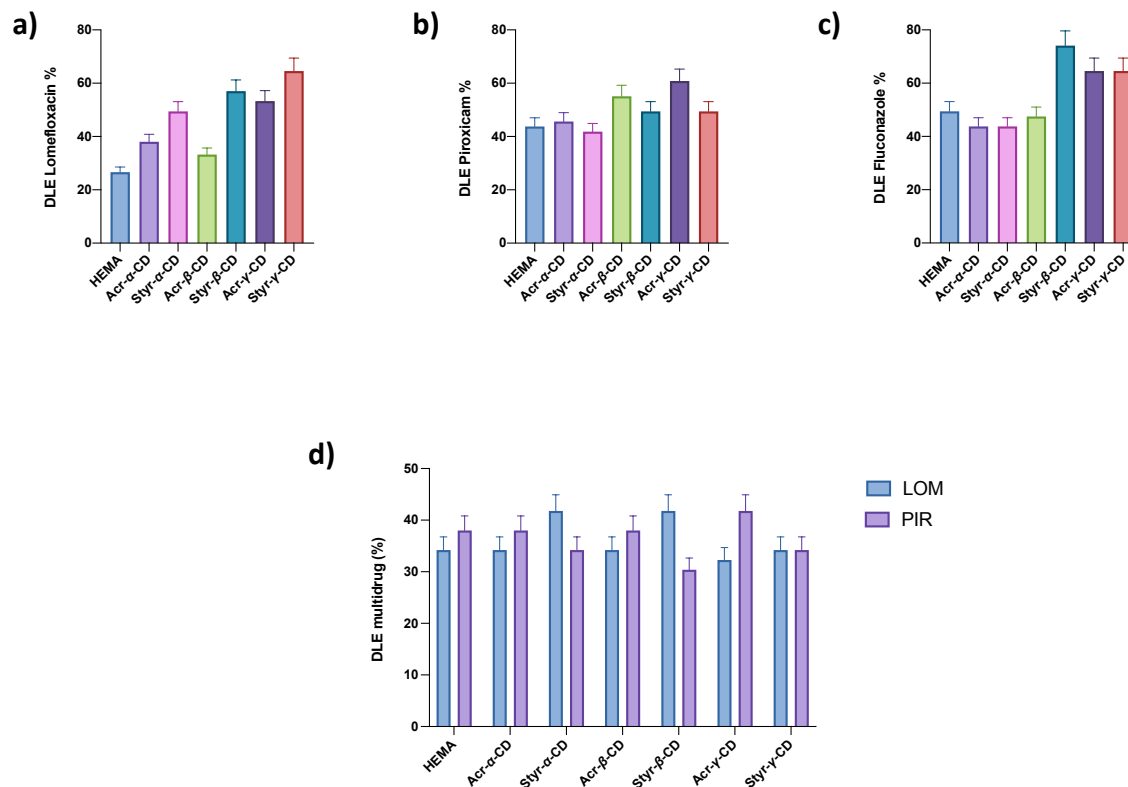 a)
DLE Lomefloxacin %
80
60
40
20
0
HEMA
Acr-α-CD
Styr-α-CD
Acr-β-CD
Styr-β-CD
Acr-γ-CD
Styr-γ-CD
b)
DLE Piroxicam %
80
60
40
20
0
HEMA
Acr-α-CD
Styr-α-CD
Acr-β-CD
Styr-β-CD
Acr-γ-CD
Styr-γ-CD
c)
DLE Fluconazole %
80
60
40
20
0
HEMA
Acr-α-CD
Styr-α-CD
Acr-β-CD
Styr-β-CD
Acr-γ-CD
Styr-γ-CD
d)
DLE multidrug (%)
50
40
30
20
10
0
HEMA
Acr-α-CD
Styr-α-CD
Acr-β-CD
Styr-β-CD
Acr-γ-CD
Styr-γ-CD
LOM
PIR